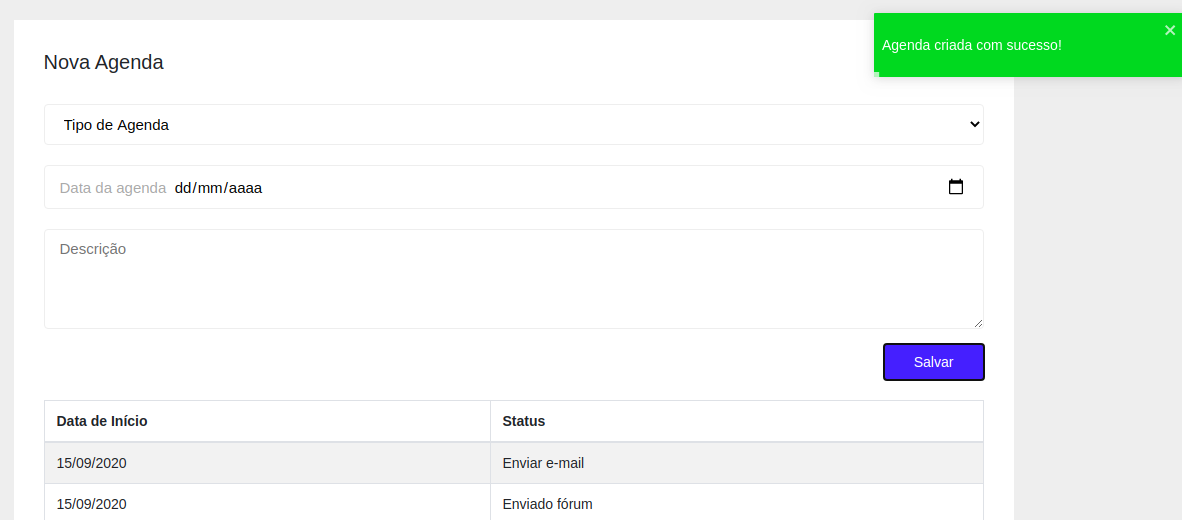 Agenda criada com sucesso!
Nova Agenda
Tipo de Agenda
Data da agenda dd/mm/aaaa
Descrição
Salvar
Data de Início Status
15/09/2020 Enviar e-mail
15/09/2020 Enviado fórum